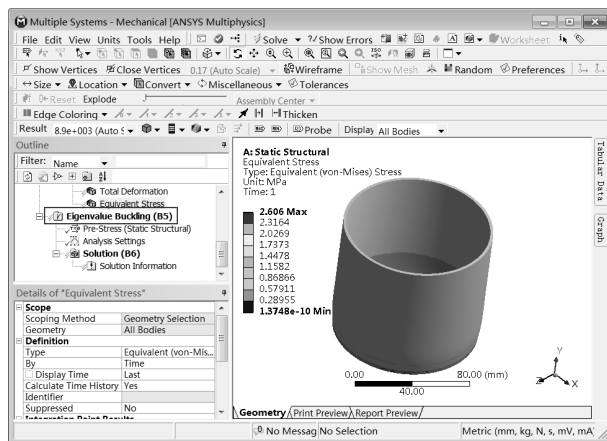 Multiple Systems - Mechanical [ANSYS Multiphysics]
File Edit View Units Tools Help Solve ▼ ?/Show Errors Worksheet
Show Vertices Close Vertices 0.17 (Auto Scale) Wireframe Show Mesh Random Preferences
Size ▼ Location ▼ Convert ▼ Miscellaneous ▼ Tolerances
Reset Explode Assembly Center ▼
Edge Coloring ▼ Thicken
Result 8.9e+003 (Auto S Probe Display All Bodies
Outline
Filter: Name
Total Deformation
Equivalent Stress
Eigenvalue Buckling (B5)
Pre-Stress (Static Structural)
Analysis Settings
Solution (B6)
Solution Information
Details of "Equivalent Stress"
Scope
Scoping Method Geometry Selection
Geometry All Bodies
Definition
Type Equivalent (von-Mis...
By Time
Display Time Last
Calculate Time History Yes
Identifier
Suppressed No
Integration Point Results
A: Static Structural
Equivalent Stress
Type: Equivalent (von-Mises) Stress
Unit: MPa
Time: 1
2.606 Max
2.3164
2.0269
1.7373
1.4478
1.1582
0.86866
0.57911
0.28955
1.3748e-10 Min
0.00 80.00 (mm)
40.00
Y
Z X
Geometry Print Preview Report Preview
Tabular Data
Graph
No Messag No Selection Metric (mm, kg, N, s, mV, mA)